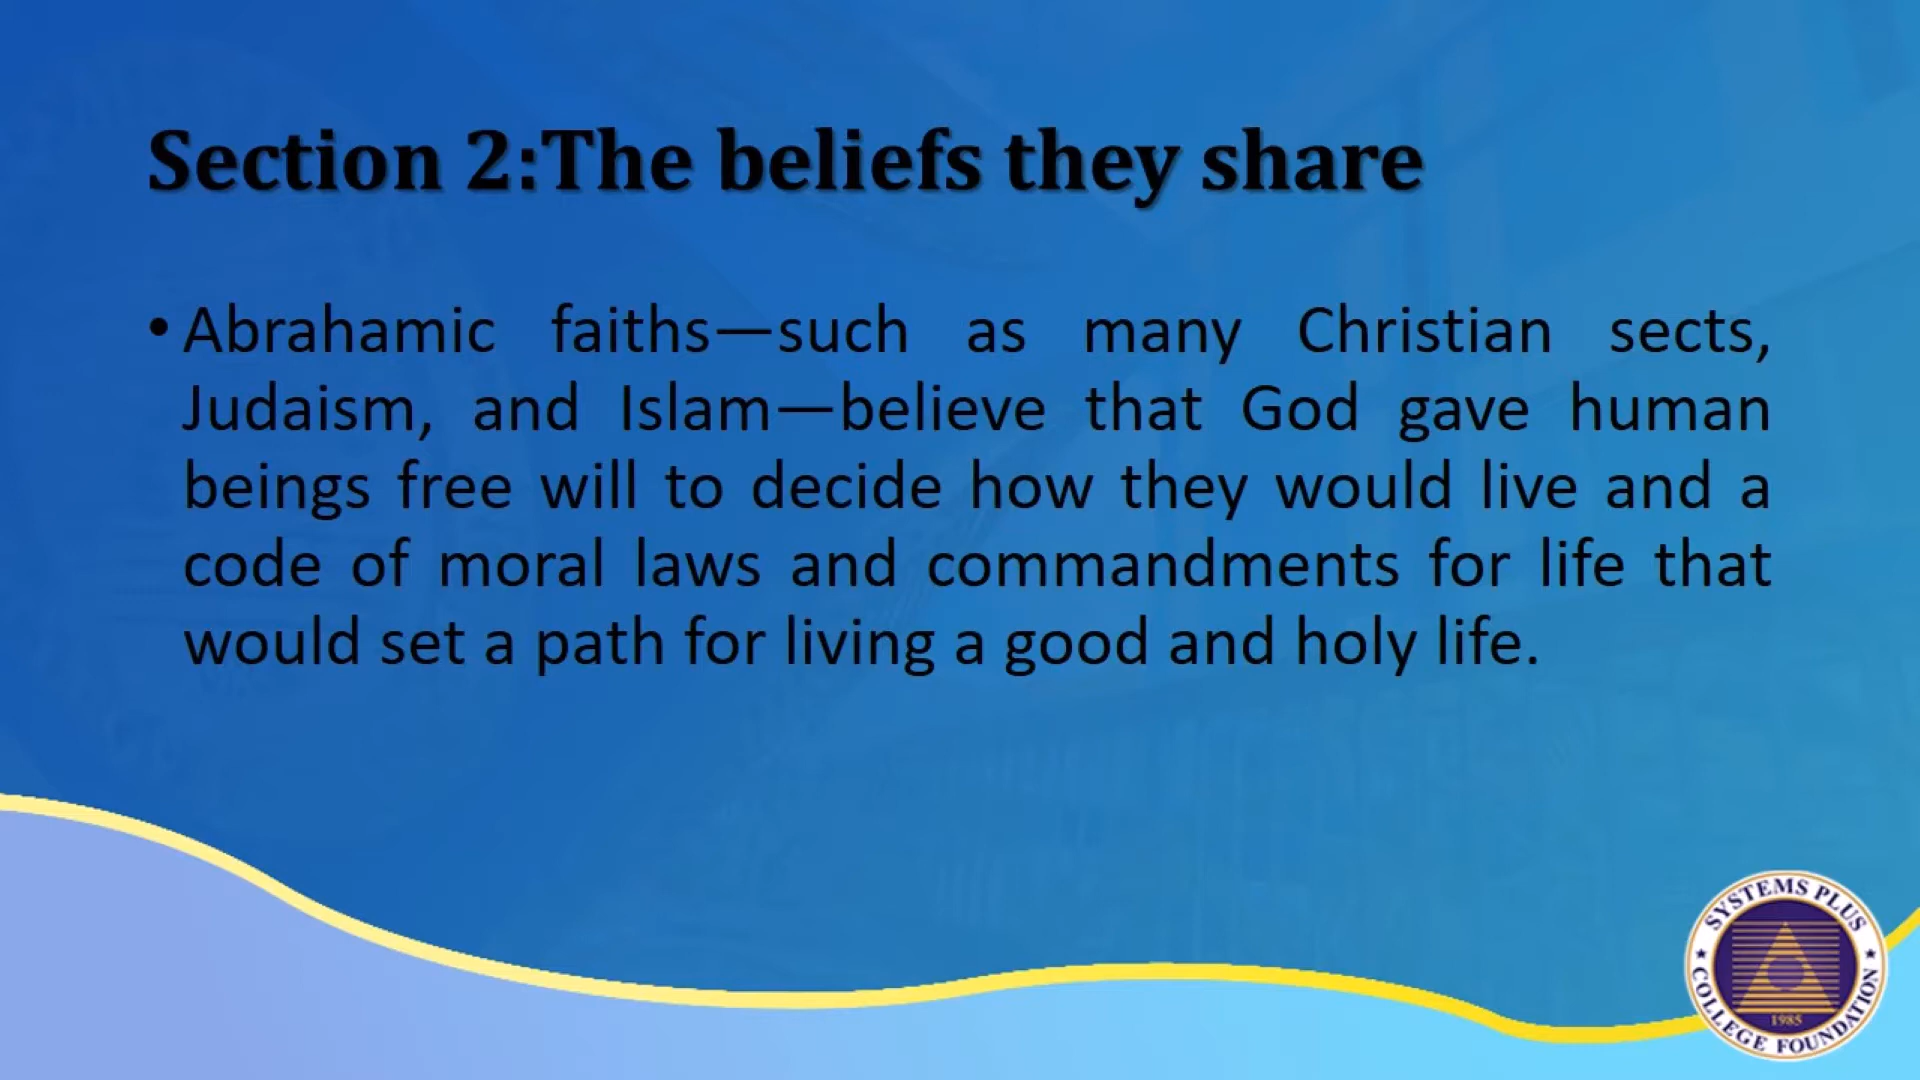 Section 2:The beliefs they share
• Abrahamic faiths—such as many Christian sects,
Judaism, and Islam—believe that God gave human
beings free will to decide how they would live and a
code of moral laws and commandments for life that
would set a path for living a good and holy life.
SYSTEMS PLUS
COLLEGE FOUNDATION
1985